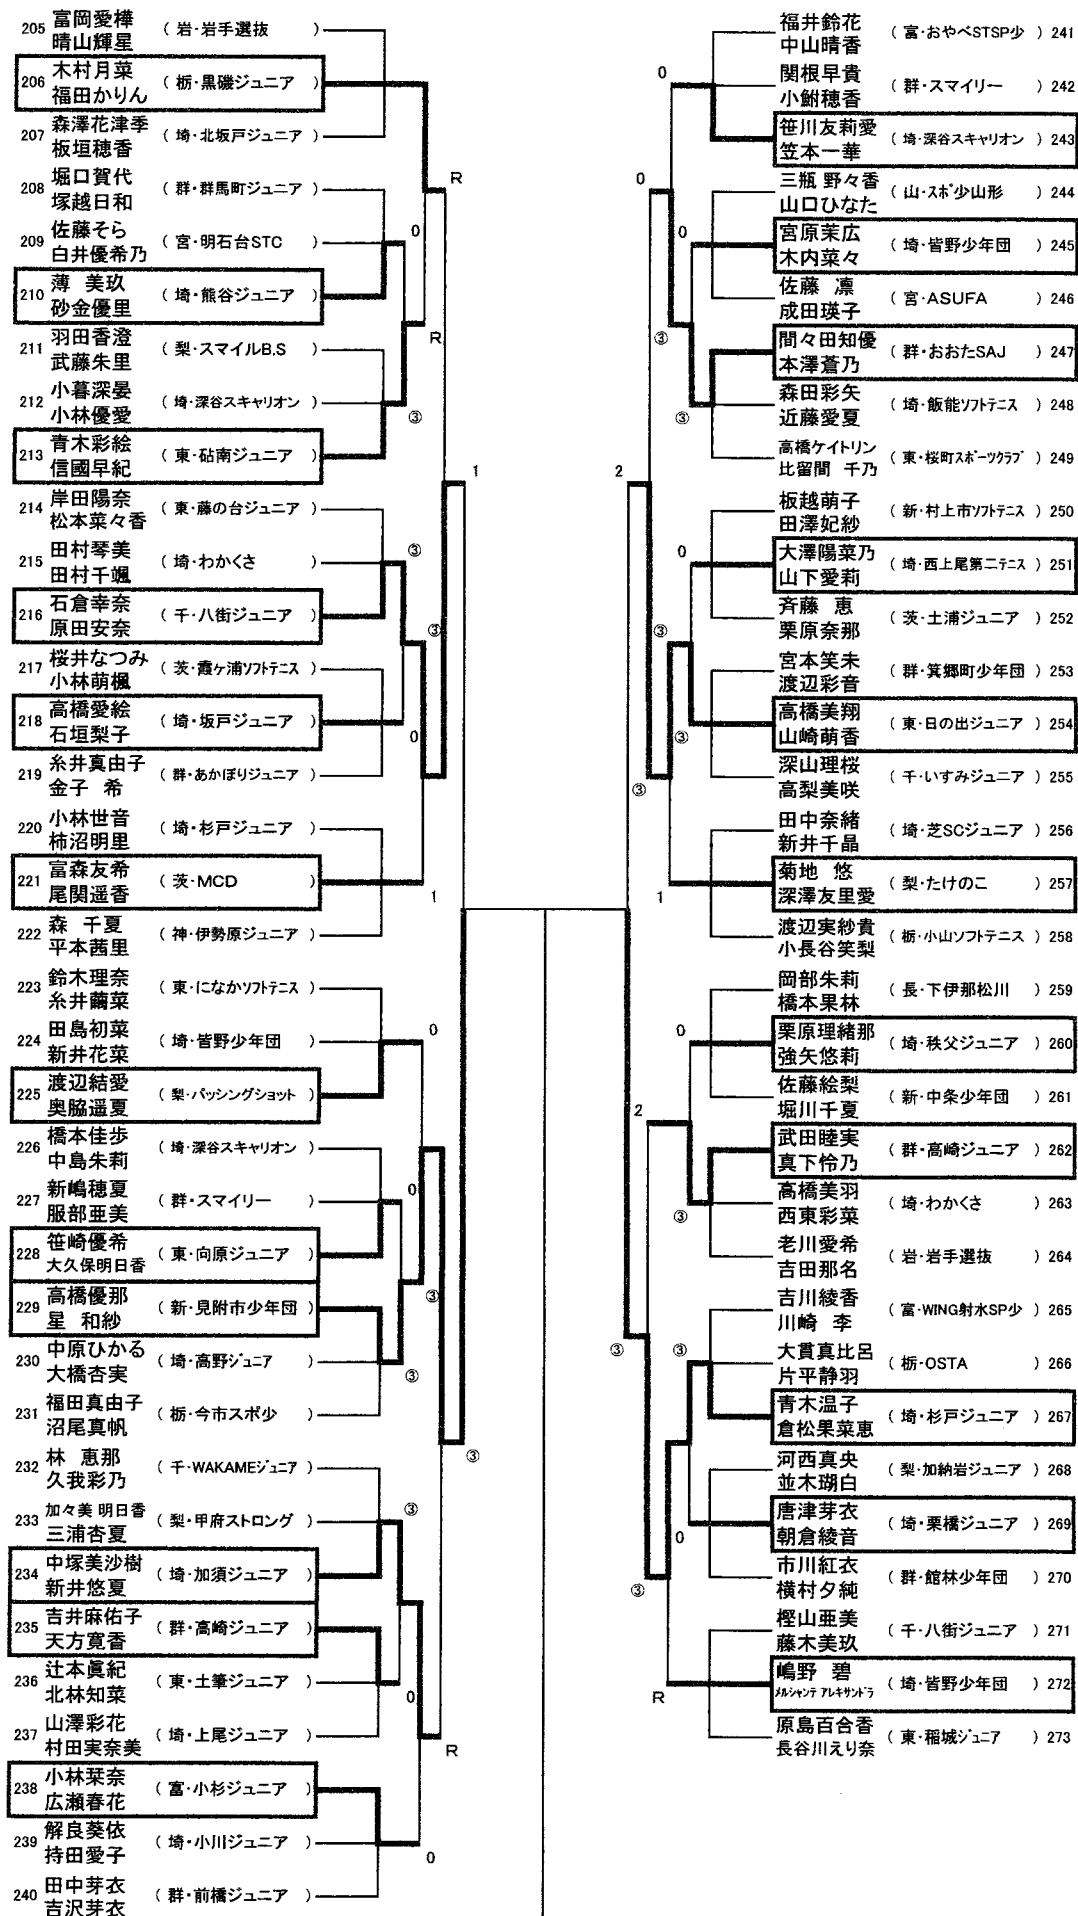 205 富岡愛樺 晴山輝星 (岩・岩手選抜)
206 木村月菜 福田かりん (栃・黒磯ジュニア)
207 森澤花津季 板垣穂香 (埼・北坂戸ジュニア)
208 堀口賀代 塚越日和 (群・群馬町ジュニア)
209 佐藤そら 白井優希乃 (宮・明石台STC)
210 薄 美玖 砂金優里 (埼・熊谷ジュニア)
211 羽田香澄 武藤朱里 (梨・スマイルB.S)
212 小暮深晏 小林優愛 (埼・深谷スキャリオン)
213 青木彩絵 信國早紀 (東・砧南ジュニア)
214 岸田陽奈 松本菜々香 (東・藤の台ジュニア)
215 田村琴美 田村千颯 (埼・わかくさ)
216 石倉幸奈 原田安奈 (千・八街ジュニア)
217 桜井なつみ 小林萌楓 (茨・霞ヶ浦ソフトテニス)
218 高橋愛絵 石垣梨子 (埼・坂戸ジュニア)
219 糸井真由子 金子 希 (群・あかぼりジュニア)
220 小林世音 柿沼明里 (埼・杉戸ジュニア)
221 富森友希 尾関遥香 (茨・MCD)
222 森 千夏 平本茜里 (神・伊勢原ジュニア)
223 鈴木理奈 糸井繭菜 (東・になかソフトテニス)
224 田島初菜 新井花菜 (埼・皆野少年団)
225 渡辺結愛 奥脇遥夏 (梨・パッシングショット)
226 橋本佳歩 中島朱莉 (埼・深谷スキャリオン)
227 新嶋穂夏 服部亜美 (群・スマイリー)
228 笹崎優希 大久保明日香 (東・向原ジュニア)
229 高橋優那 星 和紗 (新・見附市少年団)
230 中原ひかる 大橋杏実 (埼・高野ジュニア)
231 福田真由子 沼尾真帆 (栃・今市スポ少)
232 林 恵那 久我彩乃 (千・WAKAMEジュニア)
233 加々美 明日香 三浦杏夏 (梨・甲府ストロング)
234 中塚美沙樹 新井悠夏 (埼・加須ジュニア)
235 吉井麻佑子 天方寛香 (群・高崎ジュニア)
236 辻本眞紀 北林知菜 (東・土筆ジュニア)
237 山澤彩花 村田実奈美 (埼・上尾ジュニア)
238 小林栞奈 広瀬春花 (富・小杉ジュニア)
239 解良葵依 持田愛子 (埼・小川ジュニア)
240 田中芽衣 吉沢芽衣 (群・前橋ジュニア)
R
0
R
③
1
③
③
0
1
0
0
③
③
③
③
0
R
0
福井鈴花 中山晴香 (富・おやべSTSP少) 241
関根早貴 小鮒穂香 (群・スマイリー) 242
笹川友莉愛 笠本一華 (埼・深谷スキャリオン) 243
三瓶 野々香 山口ひなた (山・スポ少山形) 244
宮原茉広 木内菜々 (埼・皆野少年団) 245
佐藤 凛 成田瑛子 (宮・ASUFA) 246
間々田知優 本澤蒼乃 (群・おおたSAJ) 247
森田彩矢 近藤愛夏 (埼・飯能ソフトテニス) 248
高橋ケイトリン 比留間 千乃 (東・桜町スポーツクラブ) 249
板越萌子 田澤妃紗 (新・村上市ソフトテニス) 250
大澤陽菜乃 山下愛莉 (埼・西上尾第二テニス) 251
斉藤 恵 栗原奈那 (茨・土浦ジュニア) 252
宮本笑未 渡辺彩音 (群・箕郷町少年団) 253
高橋美翔 山崎萌香 (東・日の出ジュニア) 254
深山理桜 高梨美咲 (千・いすみジュニア) 255
田中奈緒 新井千晶 (埼・芝SCジュニア) 256
菊地 悠 深澤友里愛 (梨・たけのこ) 257
渡辺実紗貴 小長谷笑梨 (栃・小山ソフトテニス) 258
岡部朱莉 橋本果林 (長・下伊那松川) 259
栗原理緒那 強矢悠莉 (埼・秩父ジュニア) 260
佐藤絵梨 堀川千夏 (新・中条少年団) 261
武田睦実 真下怜乃 (群・高崎ジュニア) 262
高橋美羽 西東彩菜 (埼・わかくさ) 263
老川愛希 吉田那名 (岩・岩手選抜) 264
吉川綾香 川崎 李 (富・WING射水SP少) 265
大貫真比呂 片平静羽 (栃・OSTA) 266
青木温子 倉松果菜恵 (埼・杉戸ジュニア) 267
河西真央 並木瑚白 (梨・加納岩ジュニア) 268
唐津芽衣 朝倉綾音 (埼・栗橋ジュニア) 269
市川紅衣 横村夕純 (群・館林少年団) 270
樫山亜美 藤木美玖 (千・八街ジュニア) 271
嶋野 碧 メルシャンテ アレキサンドラ (埼・皆野少年団) 272
原島百合香 長谷川えり奈 (東・稲城ジュニア) 273
0
0
0
③
③
2
0
③
③
③
1
0
2
③
③
③
0
③
R